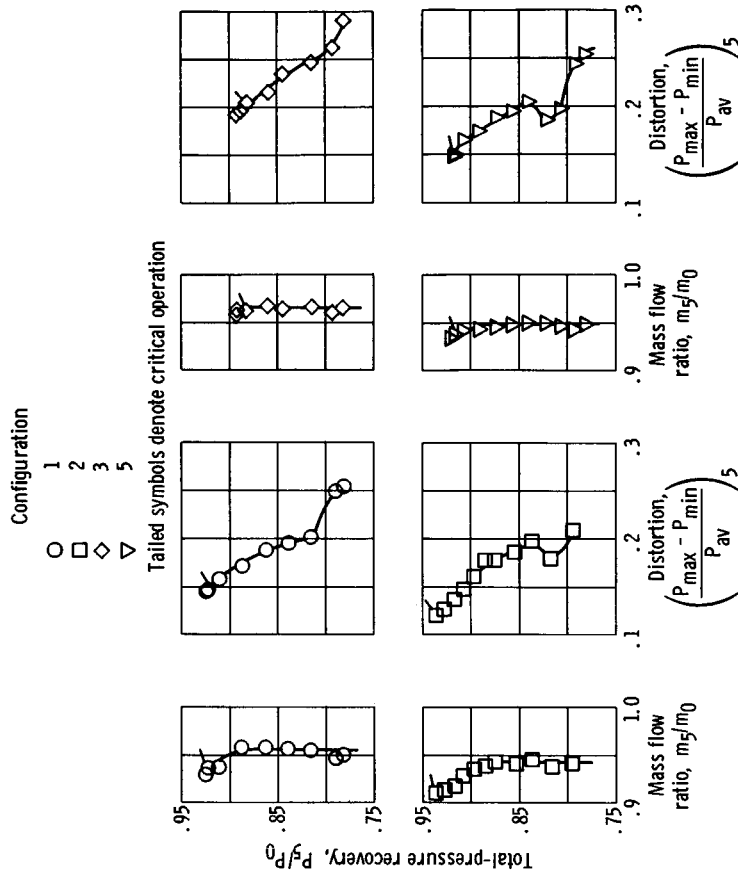 Configuration
1
2
3
5
Tailed symbols denote critical operation
Total-pressure recovery, P5/P0
.95
.85
.75
.95
.85
.75
.9 1.0
Mass flow
ratio, m5/m0
.1 .2 .3
Distortion,
(Pmax - Pmin / Pav)5
.9 1.0
Mass flow
ratio, m5/m0
.1 .2 .3
Distortion,
(Pmax - Pmin / Pav)5